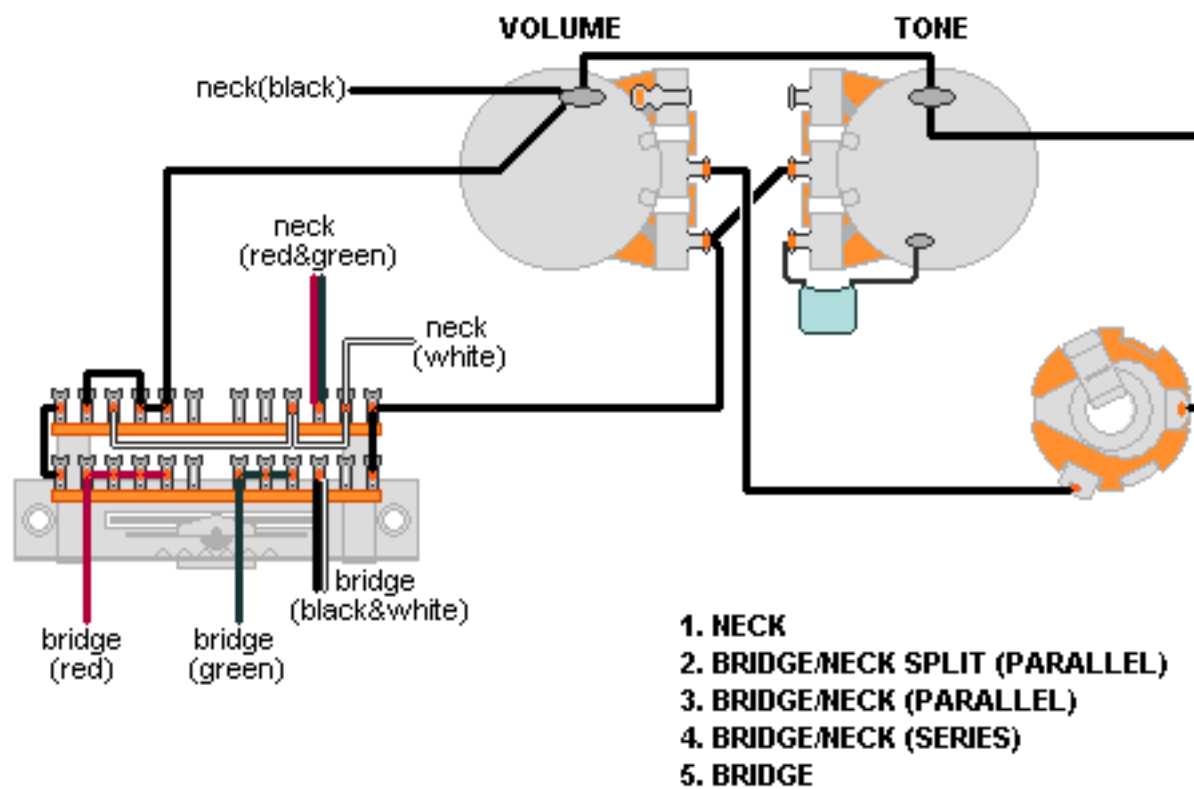 VOLUME
TONE
neck(black)
neck
(red&green)
neck
(white)
bridge
(black&white)
bridge
(red)
bridge
(green)
1. NECK
2. BRIDGE/NECK SPLIT (PARALLEL)
3. BRIDGE/NECK (PARALLEL)
4. BRIDGE/NECK (SERIES)
5. BRIDGE